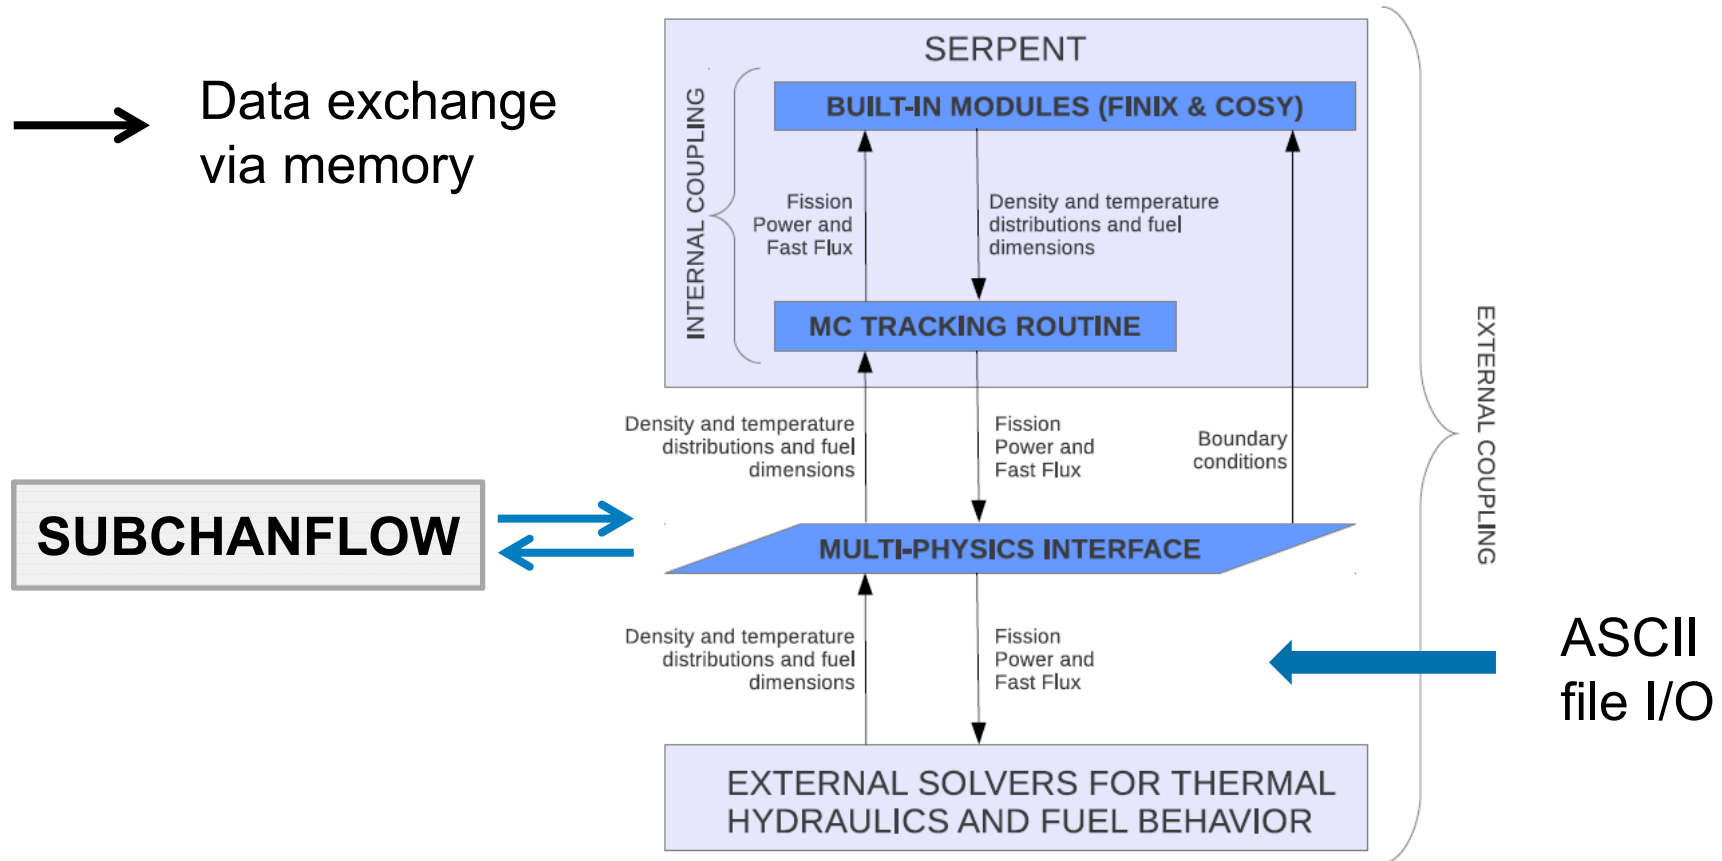 Data exchange
via memory
SERPENT
INTERNAL COUPLING
BUILT-IN MODULES (FINIX & COSY)
Fission
Power and
Fast Flux
Density and temperature
distributions and fuel
dimensions
MC TRACKING ROUTINE
EXTERNAL COUPLING
Density and temperature
distributions and fuel
dimensions
Fission
Power and
Fast Flux
Boundary
conditions
SUBCHANFLOW
MULTI-PHYSICS INTERFACE
Density and temperature
distributions and fuel
dimensions
Fission
Power and
Fast Flux
ASCII
file I/O
EXTERNAL SOLVERS FOR THERMAL
HYDRAULICS AND FUEL BEHAVIOR